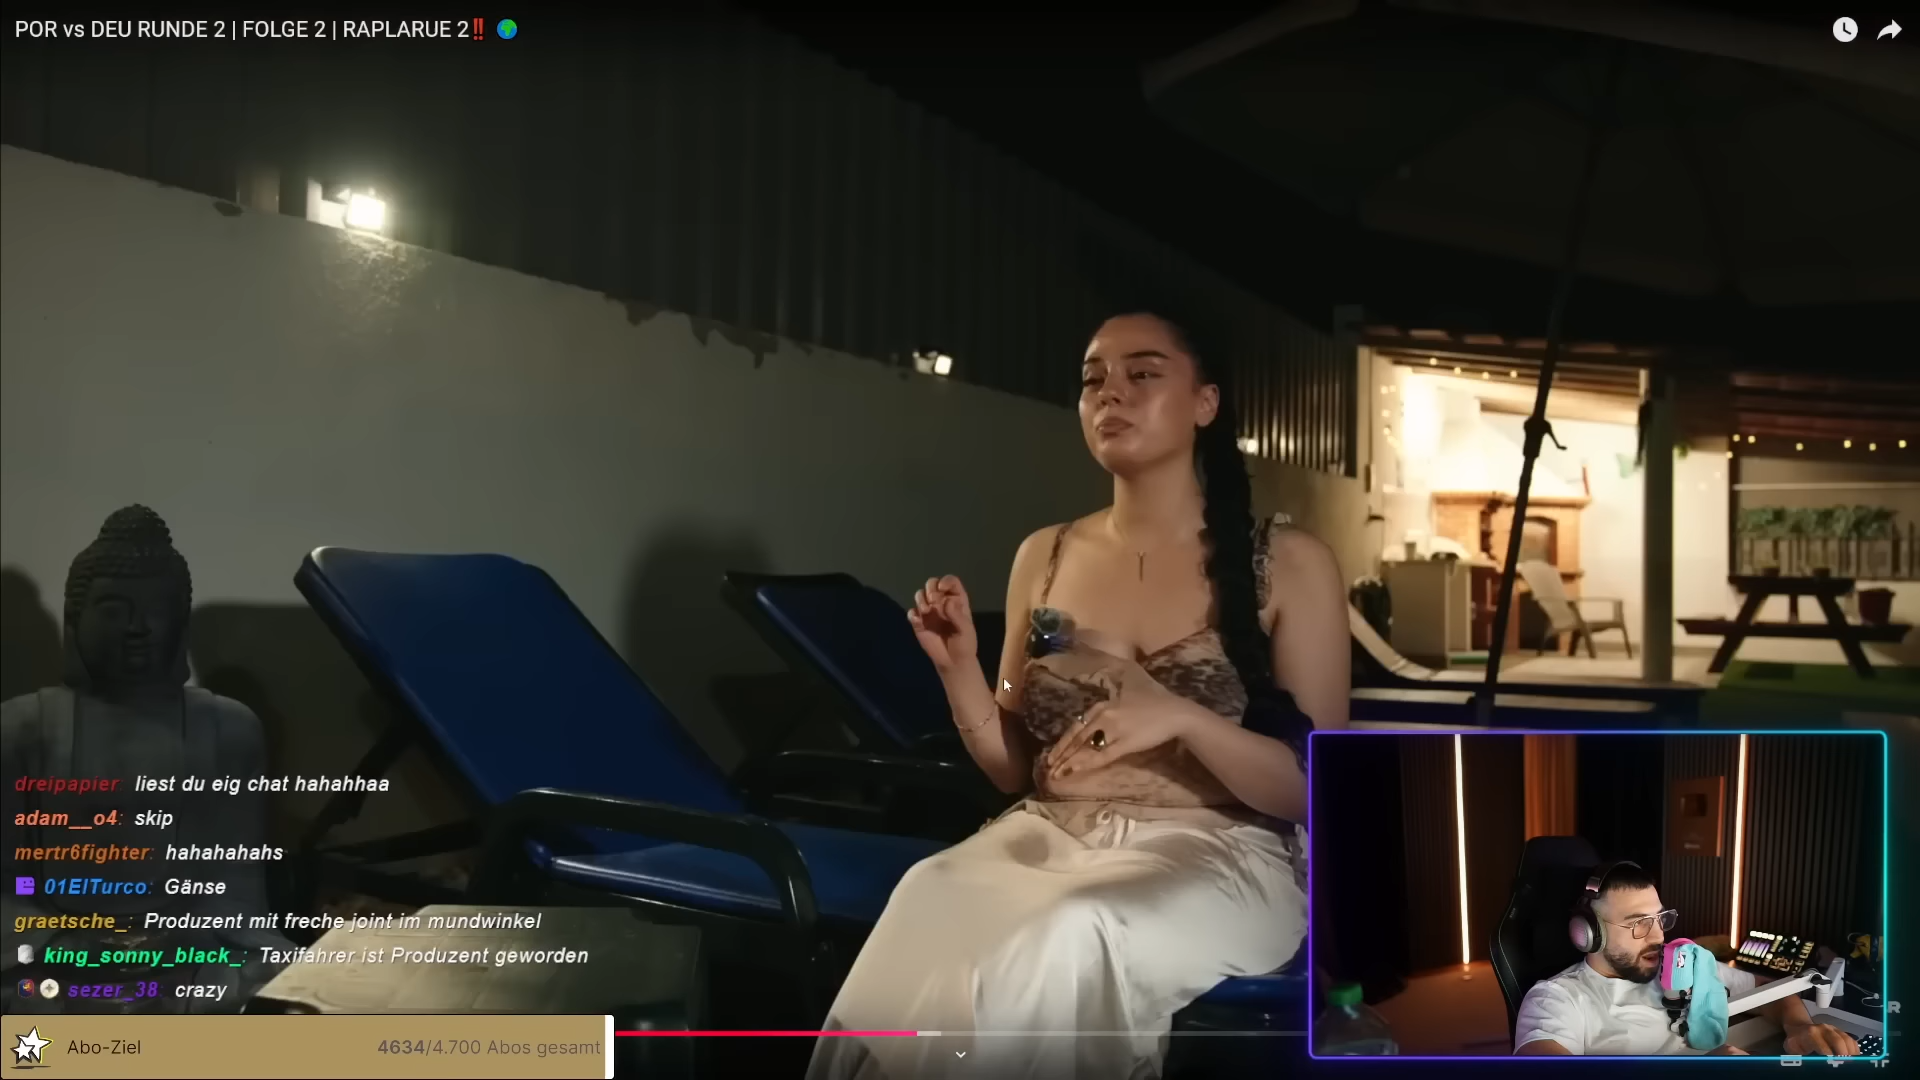 POR vs DEU RUNDE 2 | FOLGE 2 | RAPLARUE 2‼️ 🌍
dreipapier: liest du eig chat hahahhaa
adam__o4: skip
mertr6fighter: hahahahahs
01ElTurco: Gänse
graetsche_: Produzent mit freche joint im mundwinkel
king_sonny_black_: Taxifahrer ist Produzent geworden
sezer_38: crazy
Abo-Ziel 4634/4.700 Abos gesamt